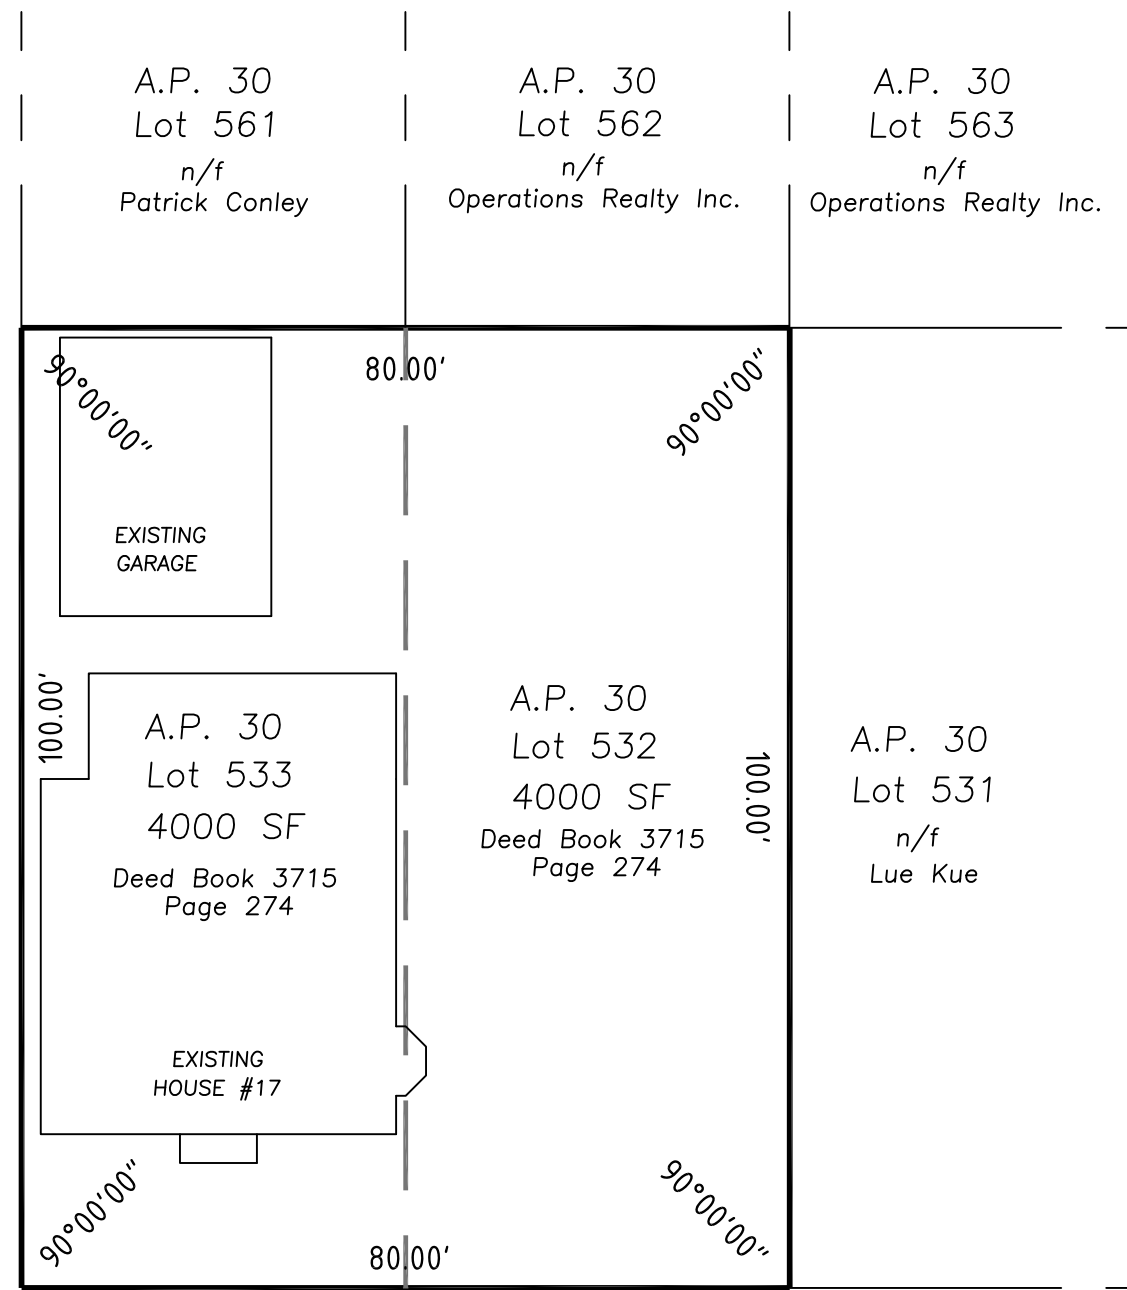 A.P. 30
Lot 561
n/f
Patrick Conley
A.P. 30
Lot 562
n/f
Operations Realty Inc.
A.P. 30
Lot 563
n/f
Operations Realty Inc.
90°00'00"
80.00'
90°00'00"
EXISTING
GARAGE
100.00'
A.P. 30
Lot 533
4000 SF
Deed Book 3715
Page 274
A.P. 30
Lot 532
4000 SF
Deed Book 3715
Page 274
100.00'
A.P. 30
Lot 531
n/f
Lue Kue
EXISTING
HOUSE #17
90°00'00"
80.00'
90°00'00"